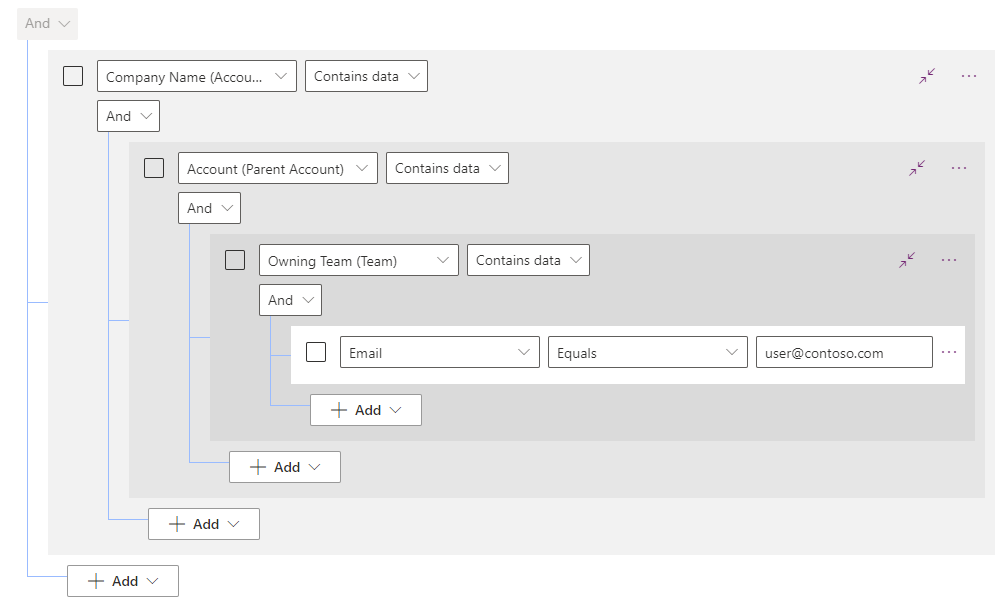 And
Company Name (Accou... Contains data
And
Account (Parent Account) Contains data
And
Owning Team (Team) Contains data
And
Email Equals user@contoso.com
Add
Add
Add
Add